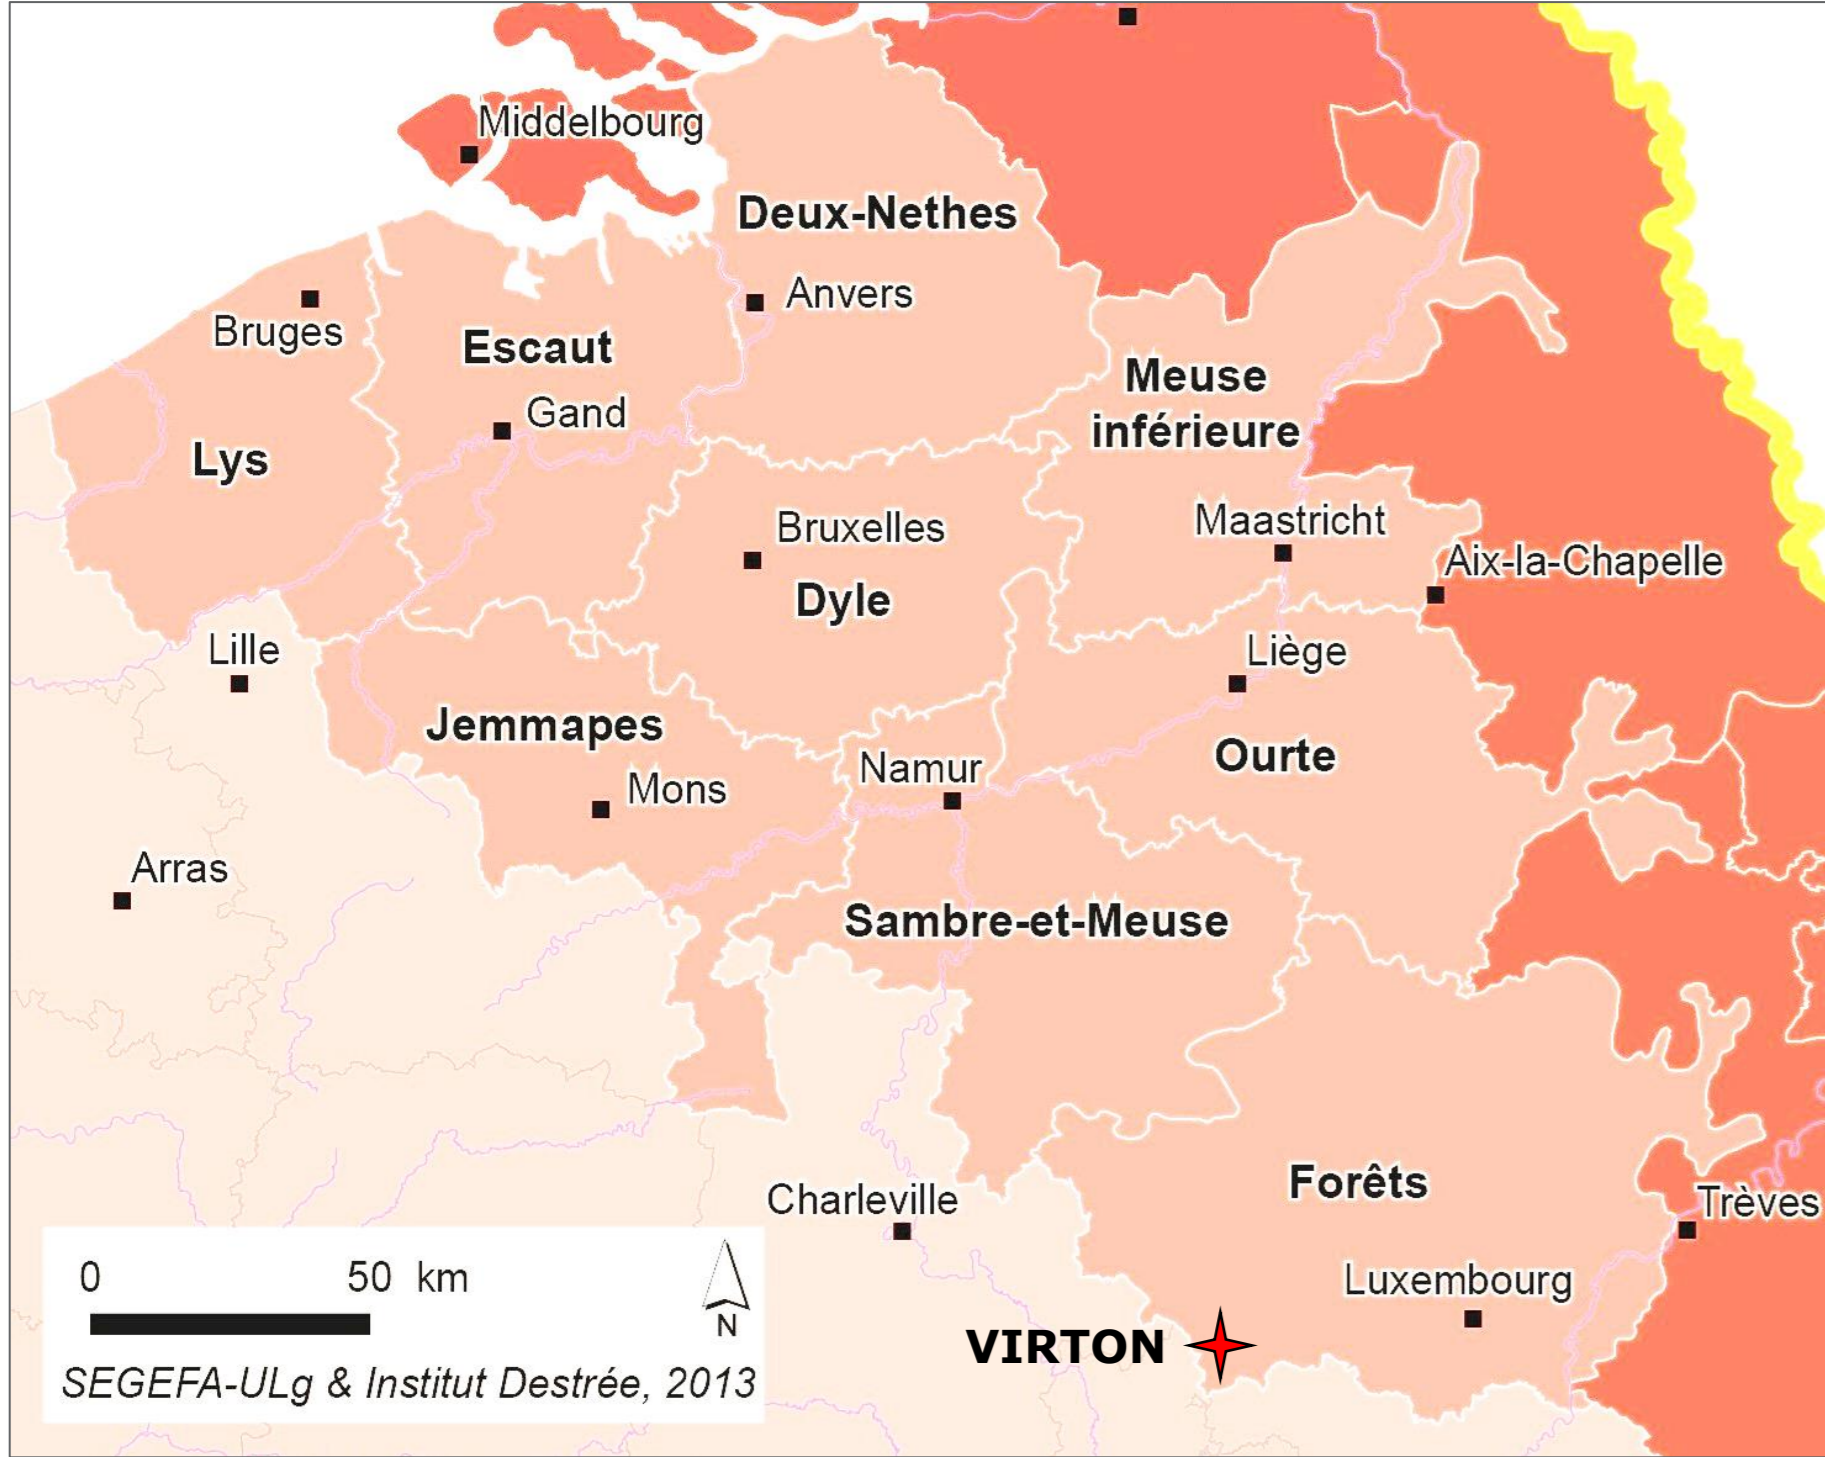 Middelbourg
Deux-Nethes
Anvers
Bruges
Escaut
Gand
Meuse
inférieure
Lys
Bruxelles
Maastricht
Aix-la-Chapelle
Dyle
Lille
Liège
Jemmapes
Ourte
Namur
Mons
Arras
Sambre-et-Meuse
Forêts
Charleville
Trèves
Luxembourg
VIRTON
0 50 km
N
SEGEFA-ULg & Institut Destrée, 2013